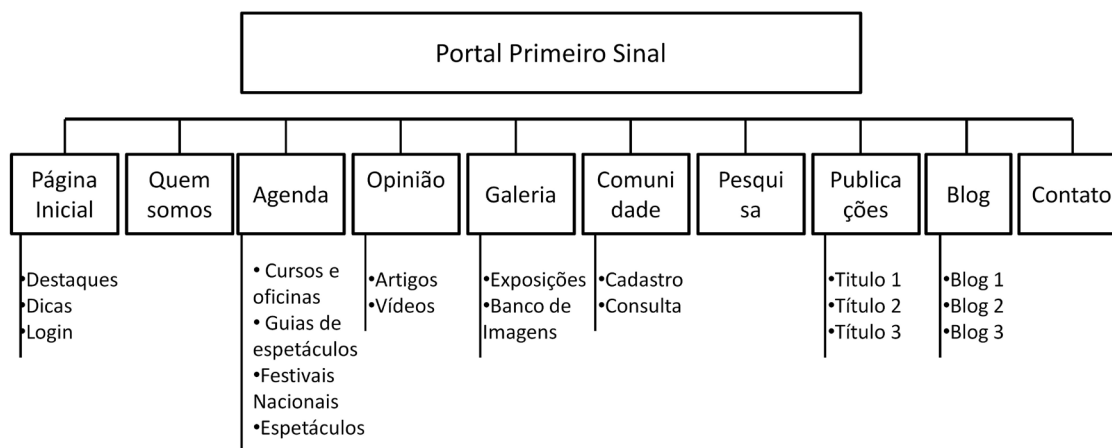 Portal Primeiro Sinal
Página
Inicial
Quem
somos
Agenda
Opinião
Galeria
Comuni
dade
Pesqui
sa
Publica
ções
Blog
Contato
•Destaques
•Dicas
•Login
• Cursos e
oficinas
• Guias de
espetáculos
•Festivais
Nacionais
•Espetáculos
•Artigos
•Vídeos
•Exposições
•Banco de
Imagens
•Cadastro
•Consulta
•Titulo 1
•Título 2
•Título 3
•Blog 1
•Blog 2
•Blog 3